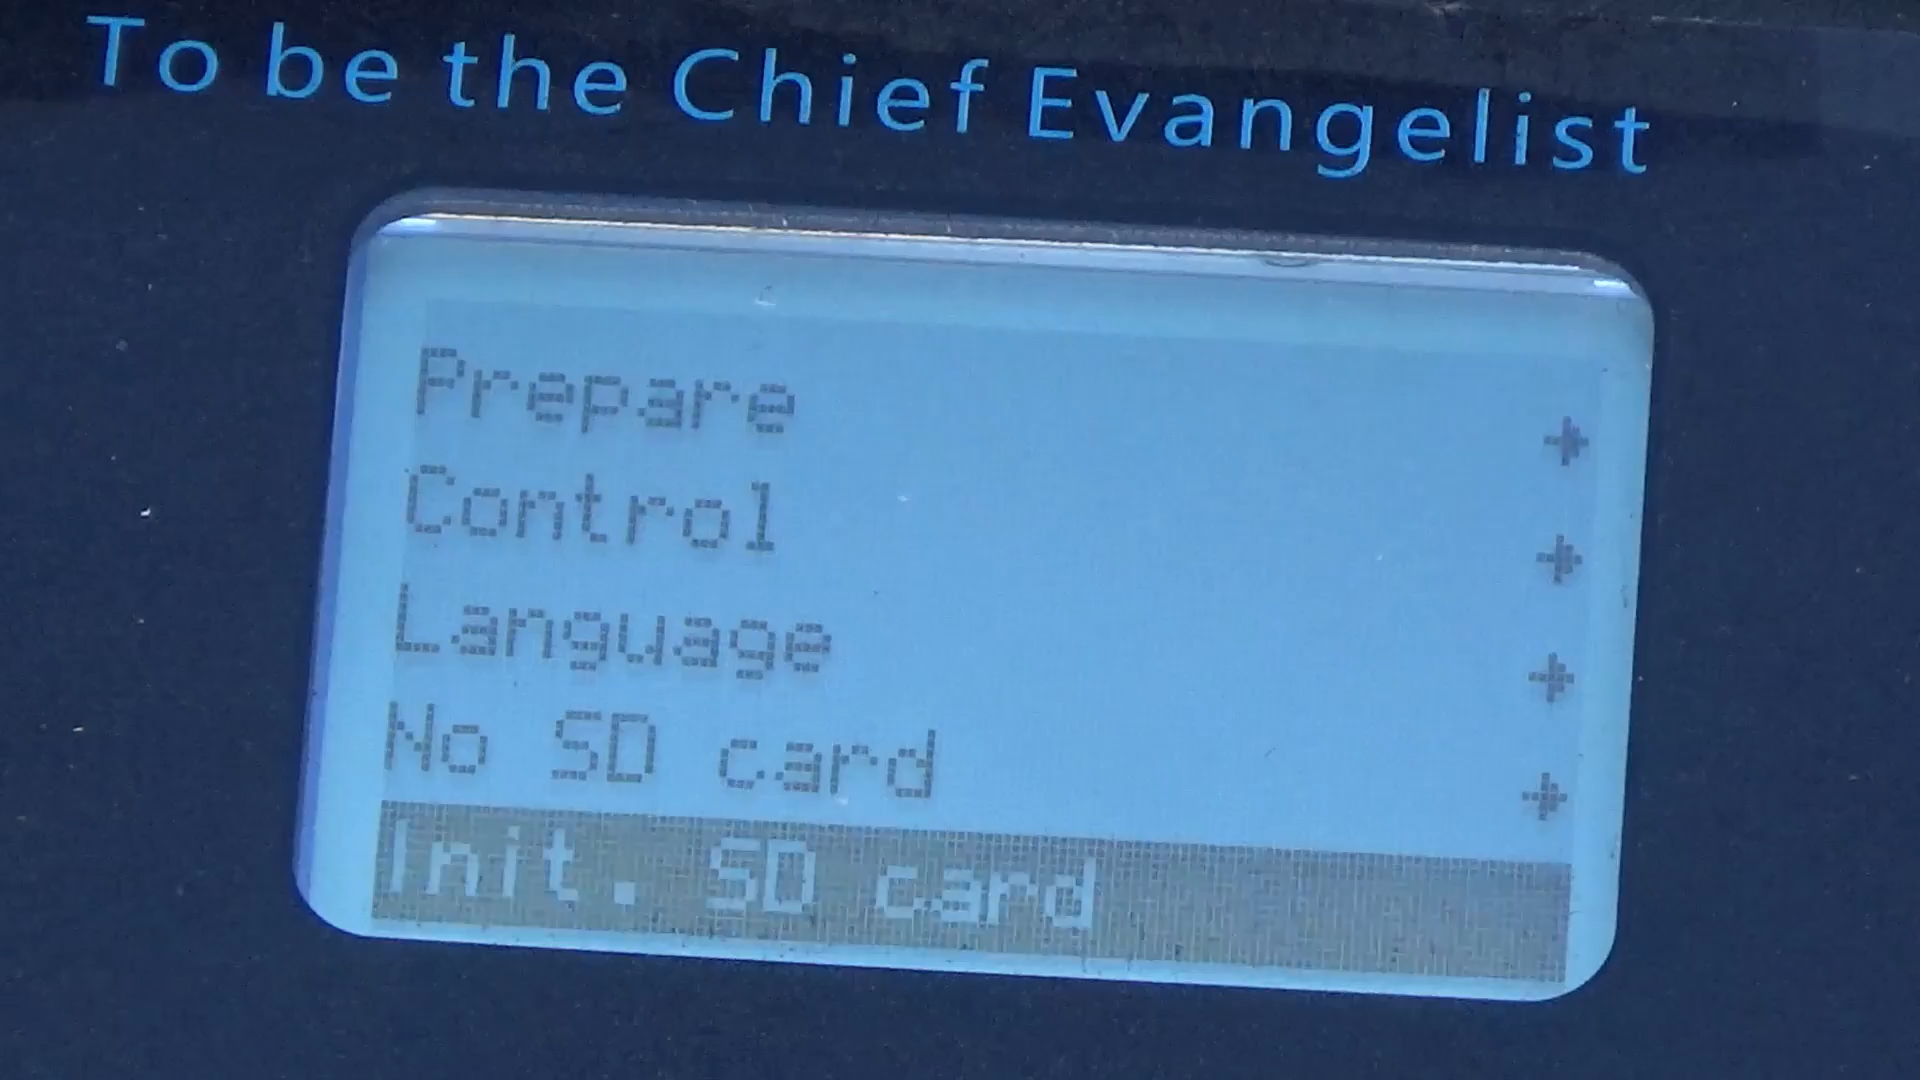 To be the Chief Evangelist
Prepare →
Control →
Language →
No SD card →
Init. SD card